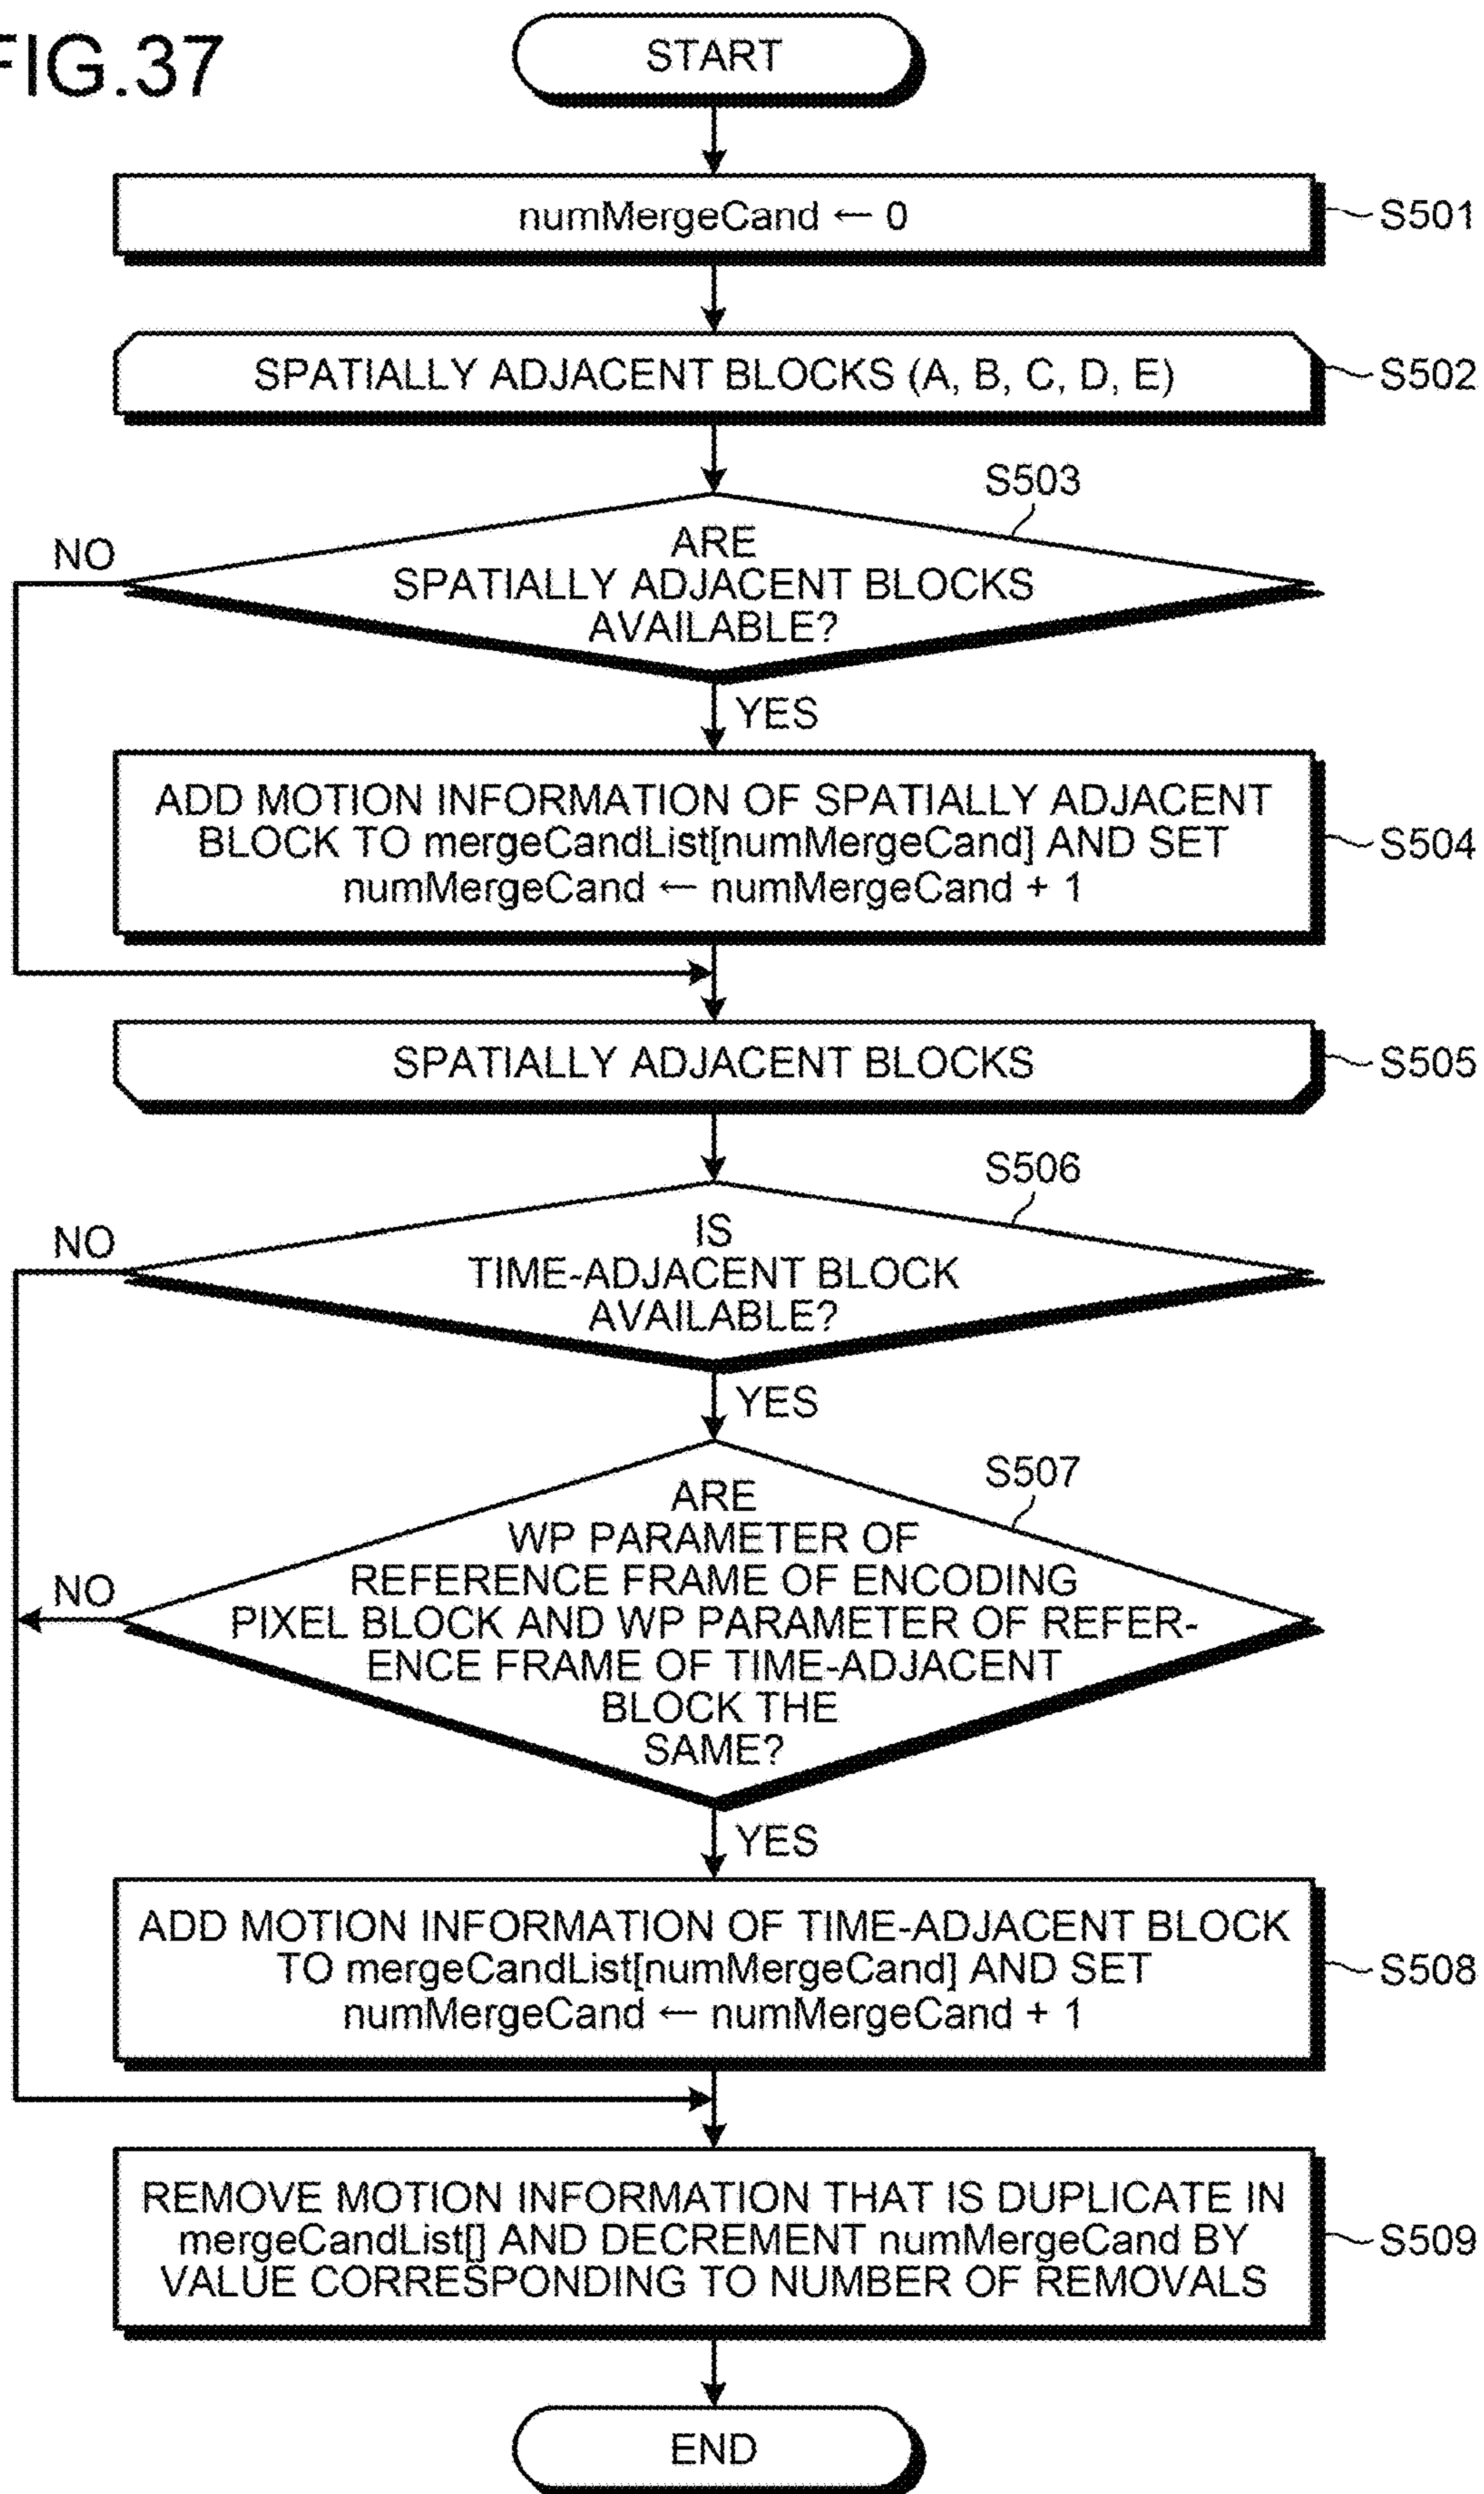 FIG.37
START
numMergeCand ← 0
S501
SPATIALLY ADJACENT BLOCKS (A, B, C, D, E)
S502
S503
NO
ARE
SPATIALLY ADJACENT BLOCKS
AVAILABLE?
YES
ADD MOTION INFORMATION OF SPATIALLY ADJACENT
BLOCK TO mergeCandList[numMergeCand] AND SET
numMergeCand ← numMergeCand + 1
S504
SPATIALLY ADJACENT BLOCKS
S505
S506
NO
IS
TIME-ADJACENT BLOCK
AVAILABLE?
YES
S507
NO
ARE
WP PARAMETER OF
REFERENCE FRAME OF ENCODING
PIXEL BLOCK AND WP PARAMETER OF REFER-
ENCE FRAME OF TIME-ADJACENT
BLOCK THE
SAME?
YES
ADD MOTION INFORMATION OF TIME-ADJACENT BLOCK
TO mergeCandList[numMergeCand] AND SET
numMergeCand ← numMergeCand + 1
S508
REMOVE MOTION INFORMATION THAT IS DUPLICATE IN
mergeCandList[] AND DECREMENT numMergeCand BY
VALUE CORRESPONDING TO NUMBER OF REMOVALS
S509
END